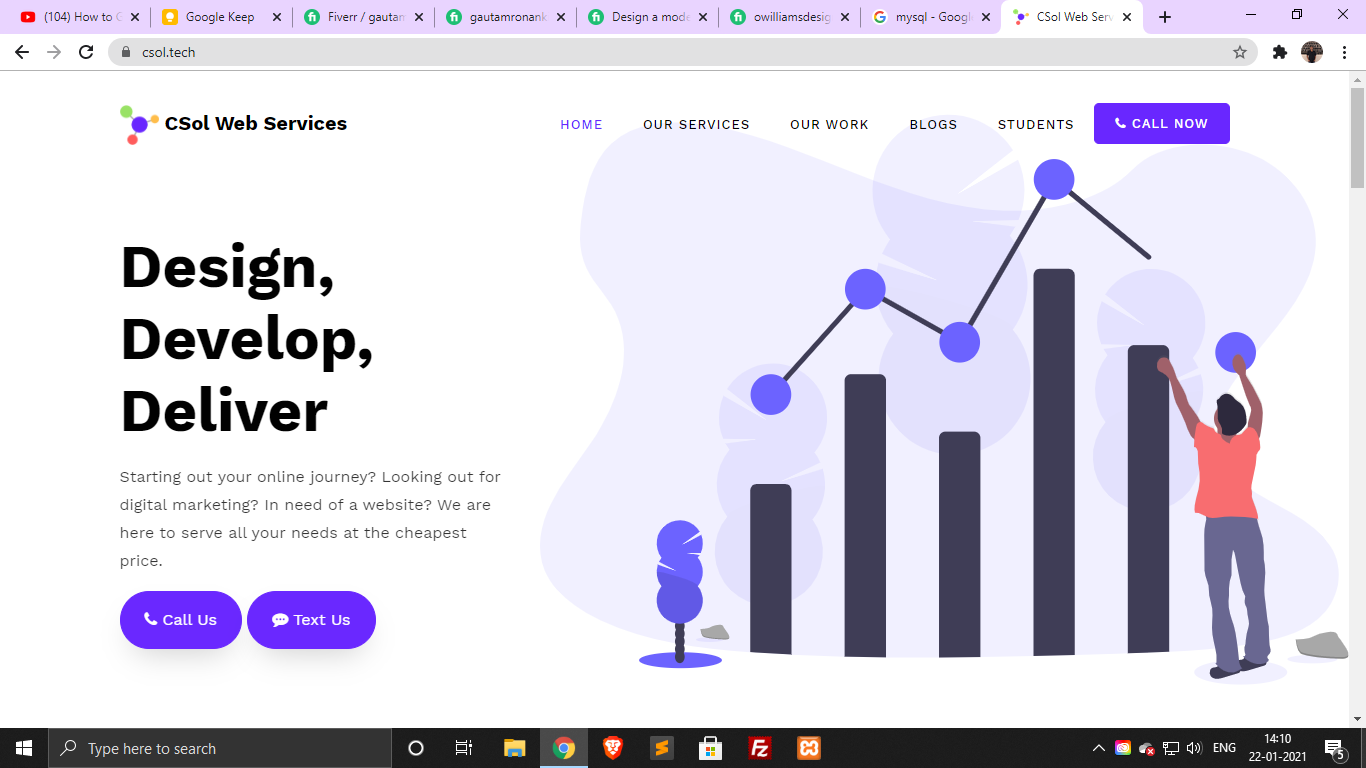 (104) How to G
Google Keep
Fiverr / gautam
gautamronank
Design a mode
owilliamsdesig
mysql - Google
CSol Web Serv
csol.tech
CSol Web Services
HOME
OUR SERVICES
OUR WORK
BLOGS
STUDENTS
CALL NOW
Design,
Develop,
Deliver
Starting out your online journey? Looking out for
digital marketing? In need of a website? We are
here to serve all your needs at the cheapest
price.
Call Us
Text Us
Type here to search
ENG
14:10
22-01-2021
5